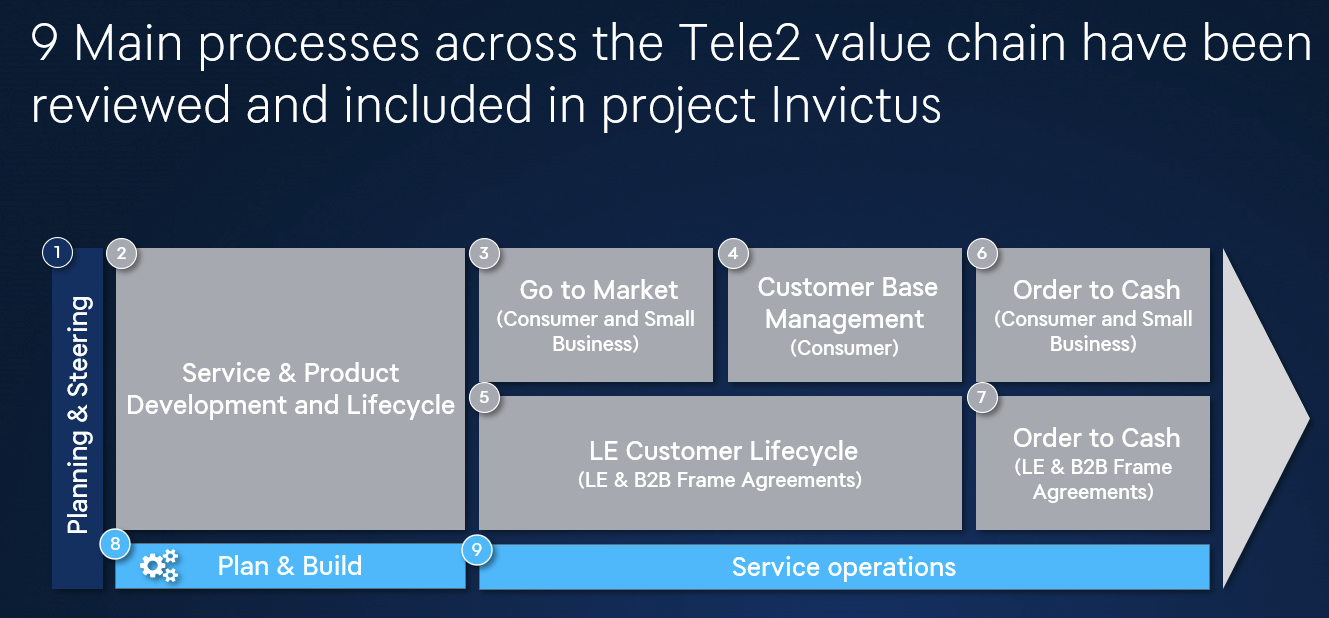 9 Main processes across the Tele2 value chain have been
reviewed and included in project Invictus
1
Planning & Steering
2
Service & Product
Development and Lifecycle
3
Go to Market
(Consumer and Small
Business)
4
Customer Base
Management
(Consumer)
6
Order to Cash
(Consumer and Small
Business)
5
LE Customer Lifecycle
(LE & B2B Frame Agreements)
7
Order to Cash
(LE & B2B Frame
Agreements)
8
Plan & Build
9
Service operations